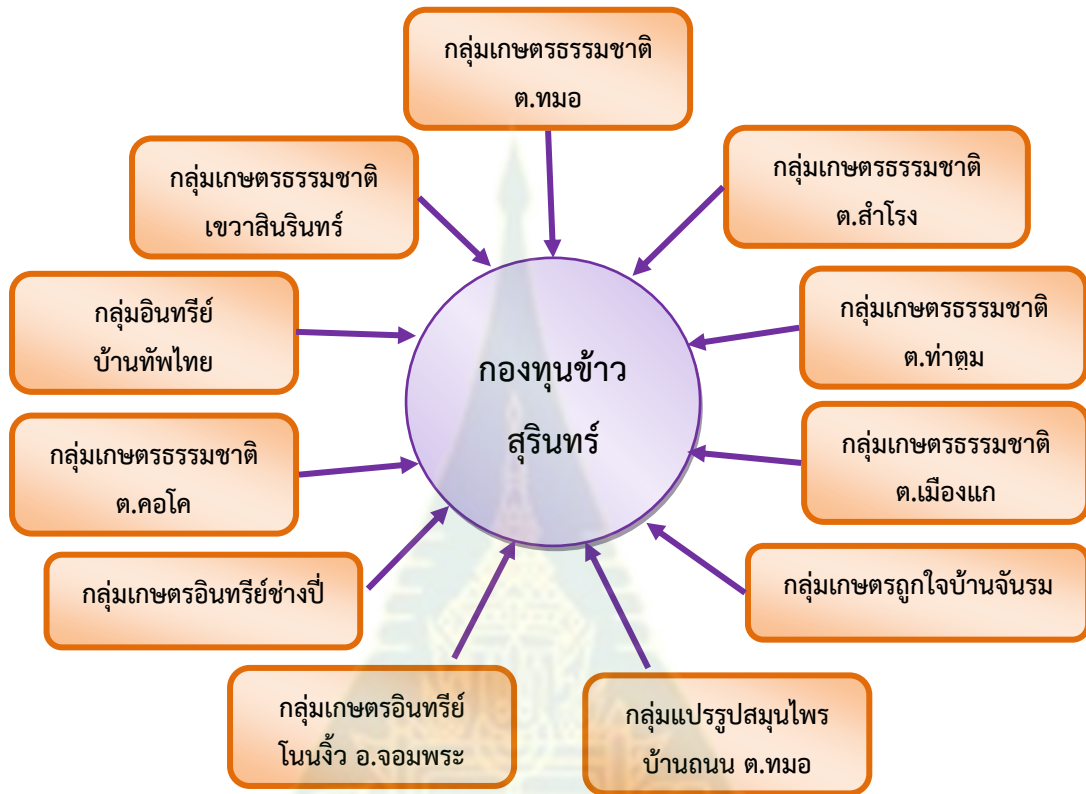 กลุ่มเกษตรธรรมชาติ
ต.ทมอ
กลุ่มเกษตรธรรมชาติ
ต.สำโรง
กลุ่มเกษตรธรรมชาติ
เขวาสินรินทร์
กลุ่มอินทรีย์
บ้านทัพไทย
กลุ่มเกษตรธรรมชาติ
ต.ท่าตูม
กองทุนข้าว
สุรินทร์
กลุ่มเกษตรธรรมชาติ
ต.คอโค
กลุ่มเกษตรธรรมชาติ
ต.เมืองแก
กลุ่มเกษตรอินทรีย์ช่างปี่
กลุ่มเกษตรถูกใจบ้านจันรม
กลุ่มเกษตรอินทรีย์
โนนงิ้ว อ.จอมพระ
กลุ่มแปรรูปสมุนไพร
บ้านถนน ต.ทมอ